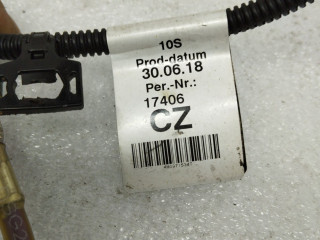 10S
Prod-datum
30.06.18
Per.-Nr.:
17406
CZ